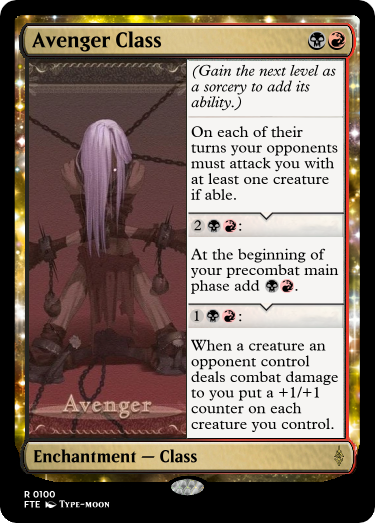 Avenger Class
(Gain the next level as
a sorcery to add its
ability.)
On each of their
turns your opponents
must attack you with
at least one creature
if able.
2 :
At the beginning of
your precombat main
phase add .
1 :
When a creature an
opponent control
deals combat damage
to you put a +1/+1
counter on each
creature you control.
Avenger
Enchantment — Class
R 0100
FTE Type-moon